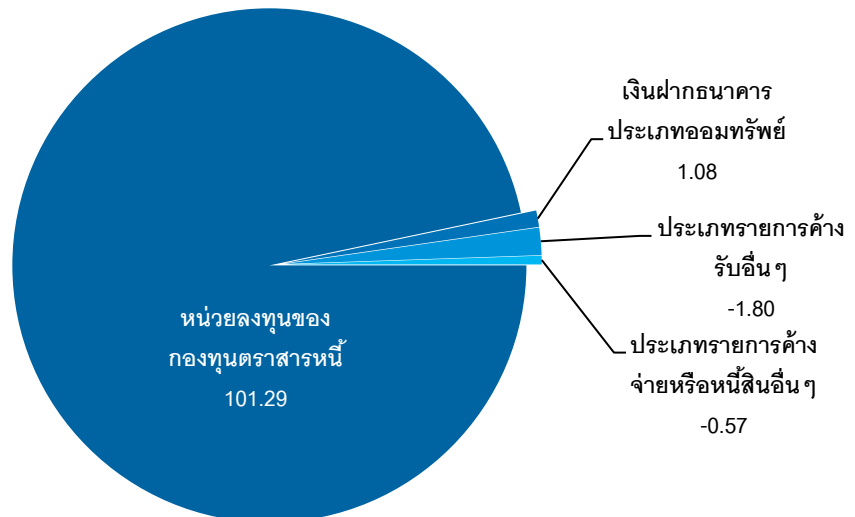 เงินฝากธนาคาร
ประเภทออมทรัพย์
1.08
ประเภทรายการค้าง
รับอื่น ๆ
-1.80
ประเภทรายการค้าง
จ่ายหรือหนี้สินอื่น ๆ
-0.57
หน่วยลงทุนของ
กองทุนตราสารหนี้
101.29